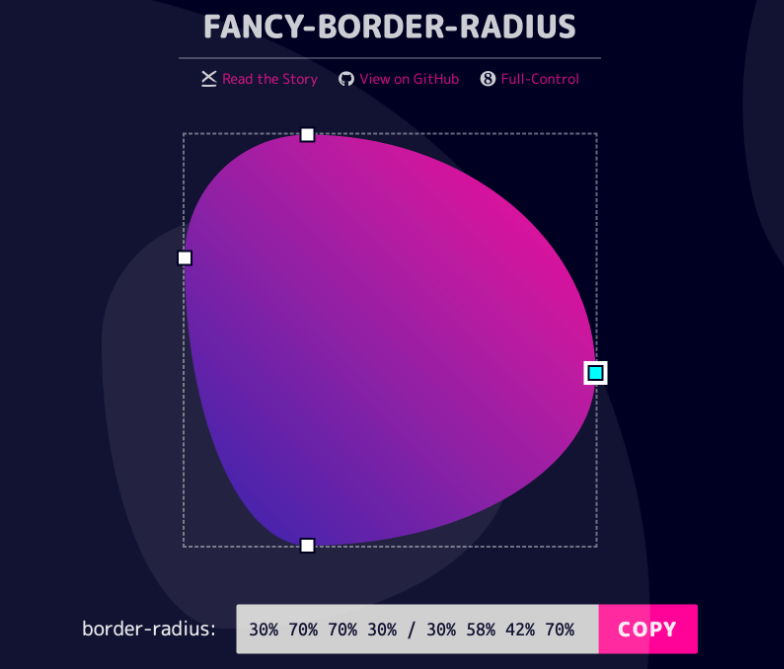 FANCY-BORDER-RADIUS
Read the Story View on GitHub Full-Control
border-radius: 30% 70% 70% 30% / 30% 58% 42% 70% COPY